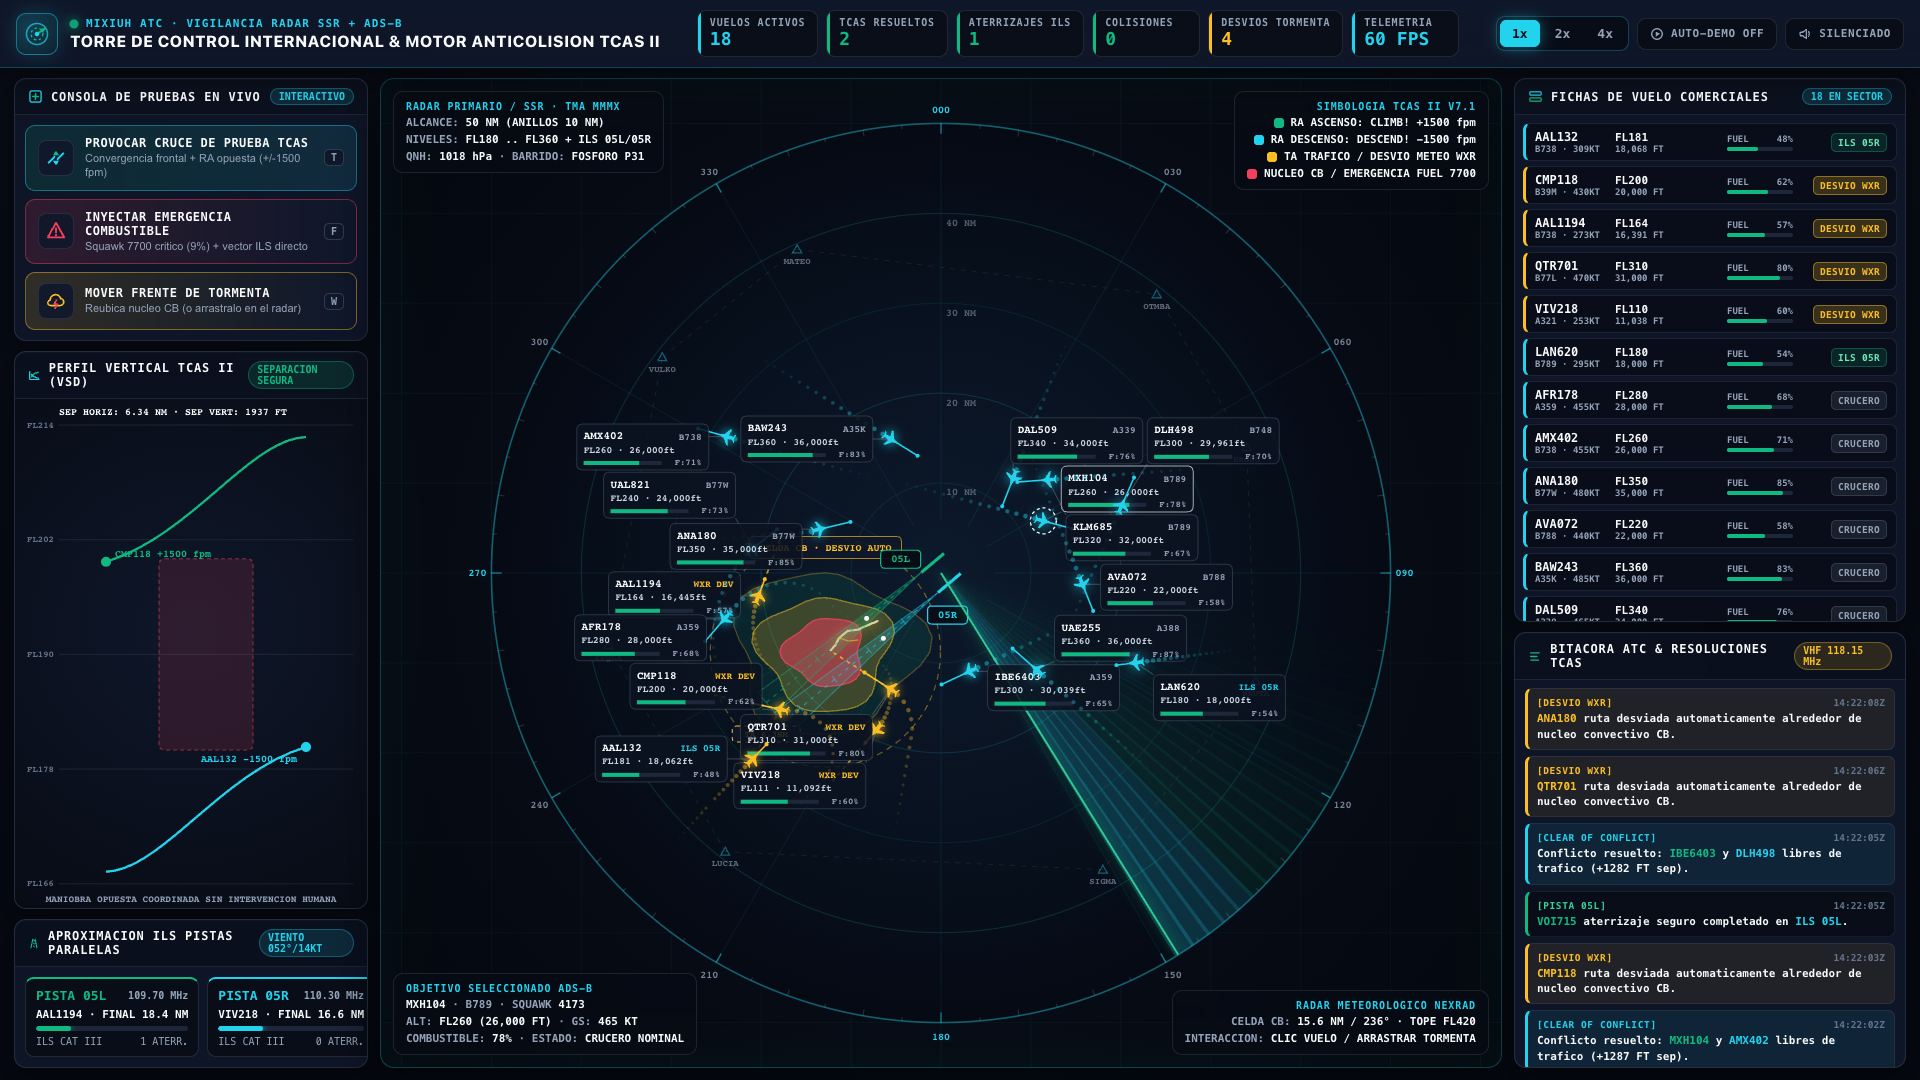 MIXIUH ATC · VIGILANCIA RADAR SSR + ADS-B
TORRE DE CONTROL INTERNACIONAL & MOTOR ANTICOLISION TCAS II
VUELOS ACTIVOS
18
TCAS RESUELTOS
2
ATERRIZAJES ILS
1
COLISIONES
0
DESVIOS TORMENTA
4
TELEMETRIA
60 FPS
1x
2x
4x
AUTO-DEMO OFF
SILENCIADO
CONSOLA DE PRUEBAS EN VIVO
INTERACTIVO
PROVOCAR CRUCE DE PRUEBA TCAS
Convergencia frontal + RA opuesta (+/-1500
fpm)
T
INYECTAR EMERGENCIA
COMBUSTIBLE
Squawk 7700 critico (9%) + vector ILS directo
F
MOVER FRENTE DE TORMENTA
Reubica nucleo CB (o arrastralo en el radar)
W
PERFIL VERTICAL TCAS II
(VSD)
SEPARACION
SEGURA
SEP HORIZ: 6.34 NM · SEP VERT: 1937 FT
FL214
FL202
CMP118 +1500 fpm
FL190
AAL132 -1500 fpm
FL178
FL166
MANIOBRA OPUESTA COORDINADA SIN INTERVENCION HUMANA
APROXIMACION ILS PISTAS
PARALELAS
VIENTO
052°/14KT
PISTA 05L
109.70 MHz
AAL1194 · FINAL 18.4 NM
ILS CAT III
1 ATERR.
PISTA 05R
110.30 MHz
VIV218 · FINAL 16.6 NM
ILS CAT III
0 ATERR.
RADAR PRIMARIO / SSR · TMA MMMX
ALCANCE: 50 NM (ANILLOS 10 NM)
NIVELES: FL180 .. FL360 + ILS 05L/05R
QNH: 1018 hPa · BARRIDO: FOSFORO P31
SIMBOLOGIA TCAS II V7.1
RA ASCENSO: CLIMB! +1500 fpm
RA DESCENSO: DESCEND! -1500 fpm
TA TRAFICO / DESVIO METEO WXR
NUCLEO CB / EMERGENCIA FUEL 7700
000
330
030
40 NM
MATEO
OTMBA
30 NM
300
060
VULKO
20 NM
AMX402 B738
FL260 · 26,000ft
F:71%
BAW243 A35K
FL360 · 36,000ft
F:83%
DAL509 A339
FL340 · 34,000ft
F:76%
DLH498 B748
FL300 · 29,961ft
F:70%
UAL821 B77W
FL240 · 24,000ft
F:73%
10 NM
MXH104 B789
FL260 · 26,000ft
F:78%
ANA180 B77W
FL350 · 35,000ft
F:85%
CB · DESVIO AUTO
05L
KLM685 B789
FL320 · 32,000ft
F:67%
270
090
AAL1194 WXR DEV
FL164 · 16,445ft
F:57%
AVA072 B788
FL220 · 22,000ft
F:58%
05R
AFR178 A359
FL280 · 28,000ft
F:68%
UAE255 A388
FL360 · 36,000ft
F:87%
CMP118 WXR DEV
FL200 · 20,000ft
F:62%
IBE6403 A359
FL300 · 30,039ft
F:65%
LAN620 ILS 05R
FL180 · 18,000ft
F:54%
QTR701 WXR DEV
FL310 · 31,000ft
F:80%
AAL132 ILS 05R
FL181 · 18,062ft
F:48%
VIV218 WXR DEV
FL111 · 11,092ft
F:60%
240
120
LUCIA
SIGMA
210
150
180
OBJETIVO SELECCIONADO ADS-B
MXH104 · B789 · SQUAWK 4173
ALT: FL260 (26,000 FT) · GS: 465 KT
COMBUSTIBLE: 78% · ESTADO: CRUCERO NOMINAL
RADAR METEOROLOGICO NEXRAD
CELDA CB: 15.6 NM / 236° · TOPE FL420
INTERACCION: CLIC VUELO / ARRASTRAR TORMENTA
FICHAS DE VUELO COMERCIALES
18 EN SECTOR
AAL132 FL181 FUEL 48% ILS 05R
B738 · 309KT 18,068 FT
CMP118 FL200 FUEL 62% DESVIO WXR
B39M · 430KT 20,000 FT
AAL1194 FL164 FUEL 57% DESVIO WXR
B738 · 273KT 16,391 FT
QTR701 FL310 FUEL 80% DESVIO WXR
B77L · 470KT 31,000 FT
VIV218 FL110 FUEL 60% DESVIO WXR
A321 · 253KT 11,038 FT
LAN620 FL180 FUEL 54% ILS 05R
B789 · 295KT 18,000 FT
AFR178 FL280 FUEL 68% CRUCERO
A359 · 455KT 28,000 FT
AMX402 FL260 FUEL 71% CRUCERO
B738 · 455KT 26,000 FT
ANA180 FL350 FUEL 85% CRUCERO
B77W · 480KT 35,000 FT
AVA072 FL220 FUEL 58% CRUCERO
B788 · 440KT 22,000 FT
BAW243 FL360 FUEL 83% CRUCERO
A35K · 485KT 36,000 FT
DAL509 FL340 FUEL 76% CRUCERO
BITACORA ATC & RESOLUCIONES
TCAS
VHF 118.15
MHz
[DESVIO WXR] 14:22:08Z
ANA180 ruta desviada automaticamente alrededor de
nucleo convectivo CB.
[DESVIO WXR] 14:22:06Z
QTR701 ruta desviada automaticamente alrededor de
nucleo convectivo CB.
[CLEAR OF CONFLICT] 14:22:05Z
Conflicto resuelto: IBE6403 y DLH498 libres de
trafico (+1282 FT sep).
[PISTA 05L] 14:22:05Z
VOI715 aterrizaje seguro completado en ILS 05L.
[DESVIO WXR] 14:22:03Z
CMP118 ruta desviada automaticamente alrededor de
nucleo convectivo CB.
[CLEAR OF CONFLICT] 14:22:02Z
Conflicto resuelto: MXH104 y AMX402 libres de
trafico (+1287 FT sep).